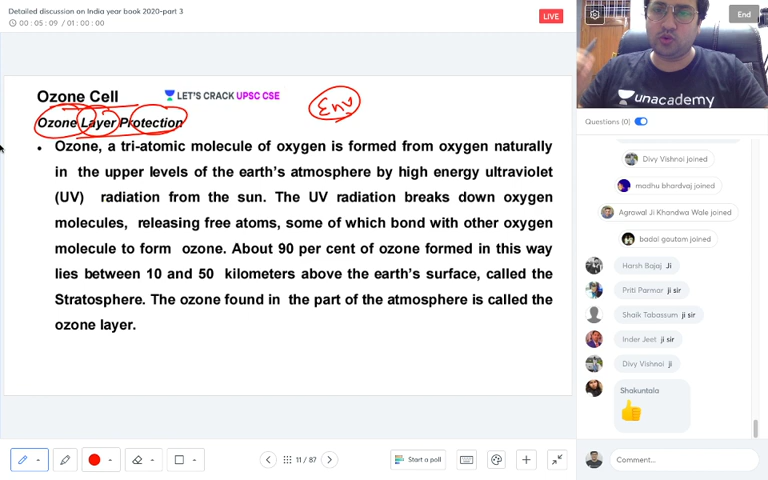 Detailed discussion on India year book 2020-part 3
00 : 05 : 09 / 01 : 00 : 00
LIVE
End
Ozone Cell
LET'S CRACK UPSC CSE
Env
Ozone Layer Protection
• Ozone, a tri-atomic molecule of oxygen is formed from oxygen naturally
in the upper levels of the earth's atmosphere by high energy ultraviolet
(UV) radiation from the sun. The UV radiation breaks down oxygen
molecules, releasing free atoms, some of which bond with other oxygen
molecule to form ozone. About 90 per cent of ozone formed in this way
lies between 10 and 50 kilometers above the earth's surface, called the
Stratosphere. The ozone found in the part of the atmosphere is called the
ozone layer.
11 / 87
Start a poll
unacademy
Questions (0)
Divy Vishnoi joined
madhu bhardvaj joined
Agrawal Ji Khandwa Wale joined
badal gautam joined
Harsh Bajaj Ji
Priti Parmar ji sir
Shaik Tabassum ji sir
Inder Jeet ji sir
Divy Vishnoi ji
Shakuntala
Comment...